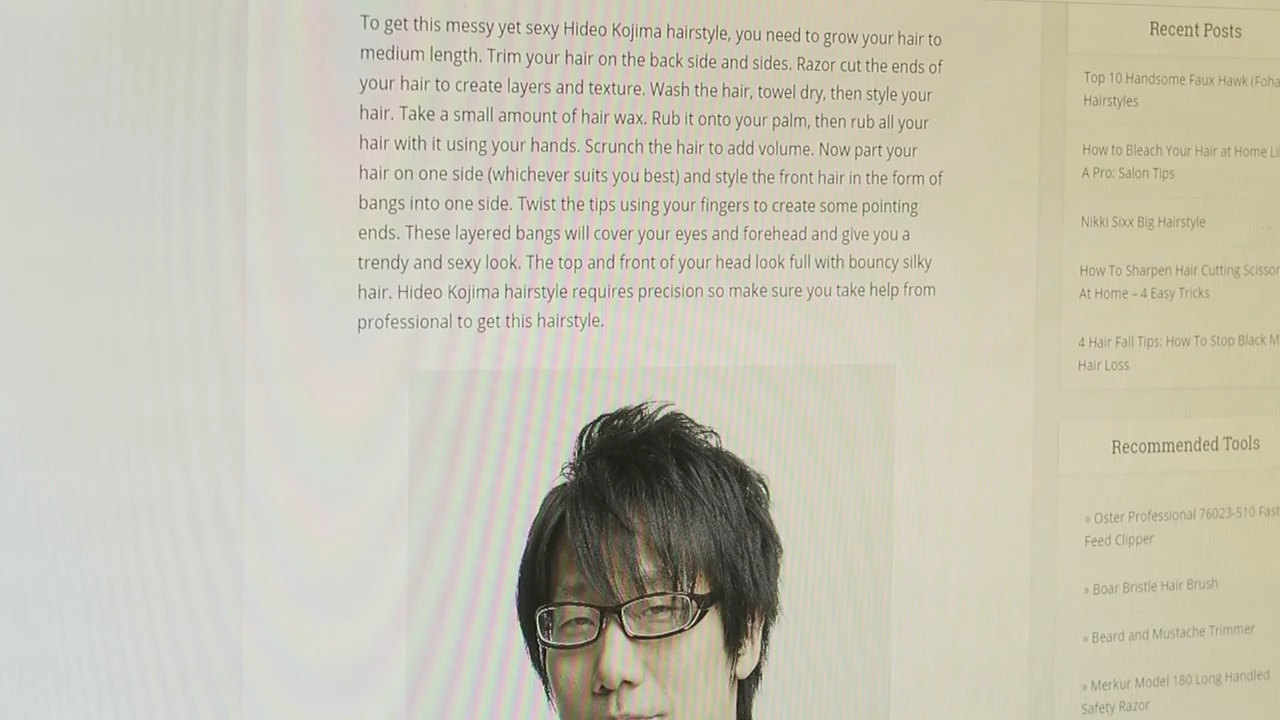 To get this messy yet sexy Hideo Kojima hairstyle, you need to grow your hair to
medium length. Trim your hair on the back side and sides. Razor cut the ends of
your hair to create layers and texture. Wash the hair, towel dry, then style your
hair. Take a small amount of hair wax. Rub it onto your palm, then rub all your
hair with it using your hands. Scrunch the hair to add volume. Now part your
hair on one side (whichever suits you best) and style the front hair in the form of
bangs into one side. Twist the tips using your fingers to create some pointing
ends. These layered bangs will cover your eyes and forehead and give you a
trendy and sexy look. The top and front of your head look full with bouncy silky
hair. Hideo Kojima hairstyle requires precision so make sure you take help from
professional to get this hairstyle.
Recent Posts
Top 10 Handsome Faux Hawk
Hairstyles
How to Bleach Your Hair at Home
A Pro: Salon Tips
Nikki Sixx Big Hairstyle
How To Sharpen Hair Cutting
At Home – 4 Easy Tricks
4 Hair Fall Tips: How To Stop Black
Hair Loss
Recommended Tools
» Oster Professional 76023-510 Fast
Feed Clipper
» Boar Bristle Hair Brush
» Beard and Mustache Trimmer
» Merkur Model 180 Long Handled
Safety Razor